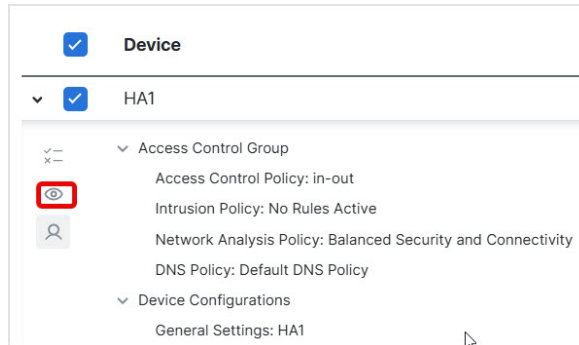 Device
HA1
Access Control Group
Access Control Policy: in-out
Intrusion Policy: No Rules Active
Network Analysis Policy: Balanced Security and Connectivity
DNS Policy: Default DNS Policy
Device Configurations
General Settings: HA1